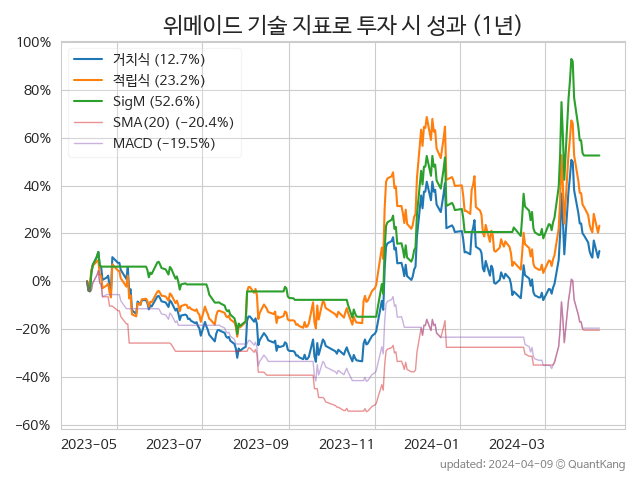 위메이드 기술 지표로 투자 시 성과 (1년)
100%
80%
60%
40%
20%
0%
−20%
−40%
−60%
거치식 (12.7%)
적립식 (23.2%)
SigM (52.6%)
SMA(20) (−20.4%)
MACD (−19.5%)
2023-05 2023-07 2023-09 2023-11 2024-01 2024-03
updated: 2024-04-09 © QuantKang